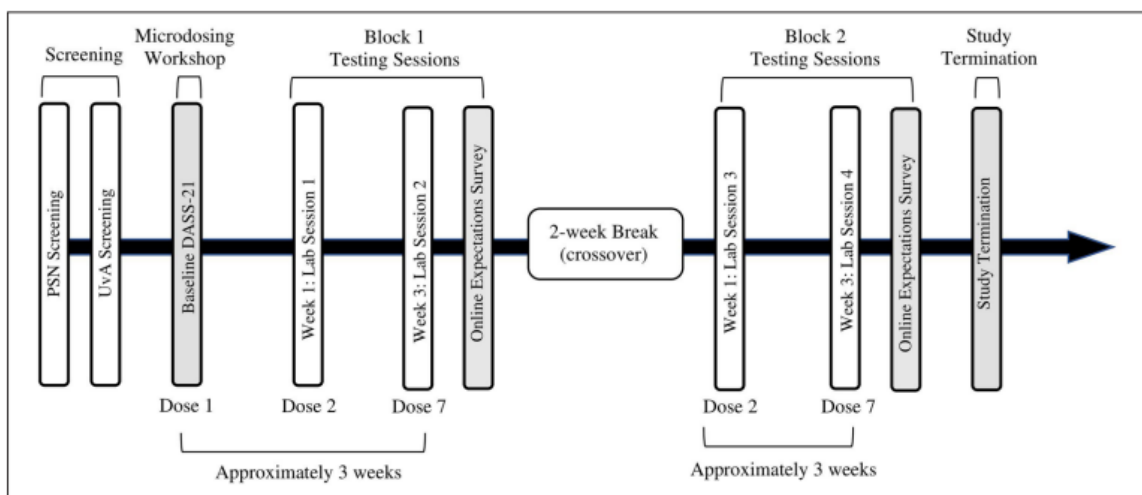 Screening
Microdosing
Workshop
Block 1
Testing Sessions
Block 2
Testing Sessions
Study
Termination
PSN Screening
UvA Screening
Baseline DASS-21
Week 1: Lab Session 1
Week 3: Lab Session 2
Online Expectations Survey
2-week Break
(crossover)
Week 1: Lab Session 3
Week 3: Lab Session 4
Online Expectations Survey
Study Termination
Dose 1
Dose 2
Dose 7
Dose 2
Dose 7
Approximately 3 weeks
Approximately 3 weeks